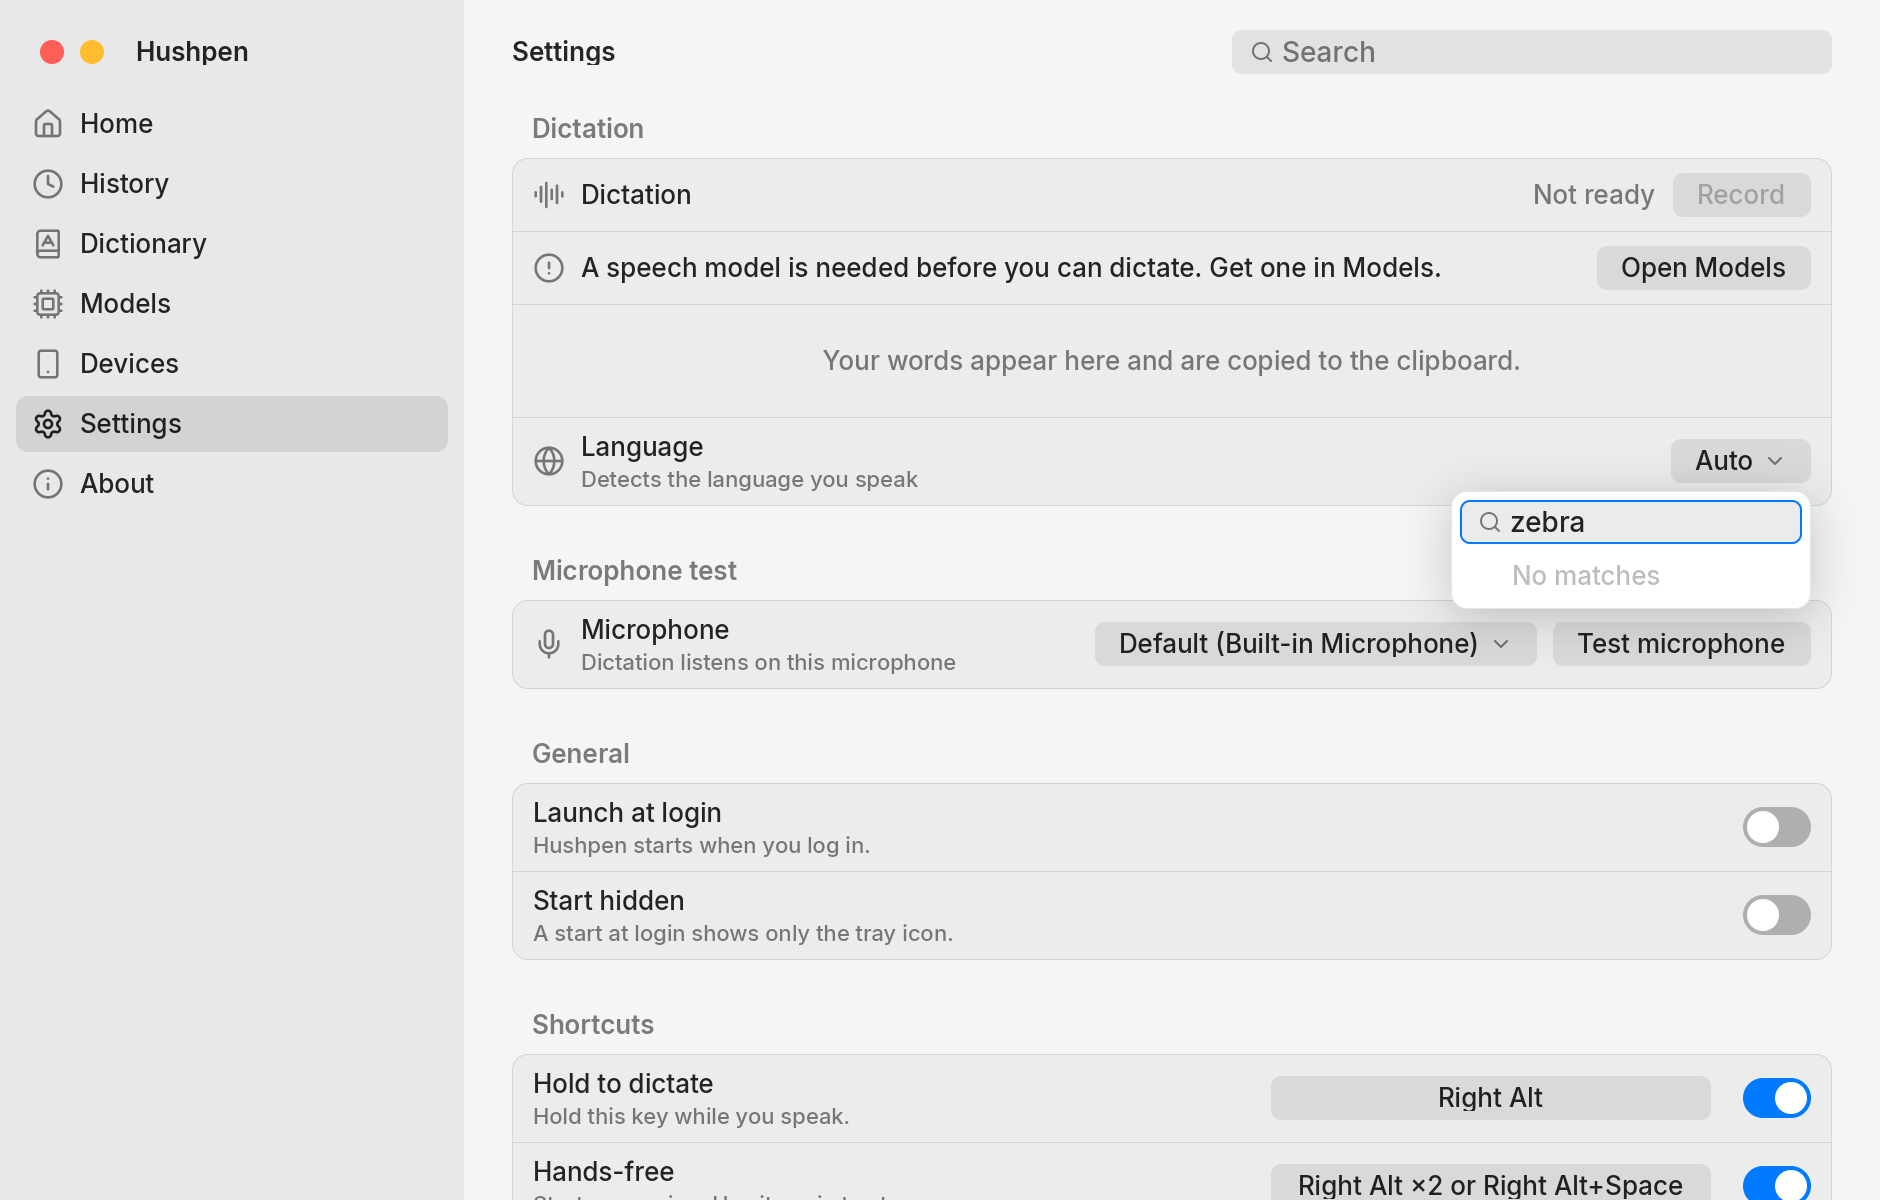 Hushpen
Home
History
Dictionary
Models
Devices
Settings
About
Settings
Search
Dictation
Dictation
Not ready
Record
A speech model is needed before you can dictate. Get one in Models.
Open Models
Your words appear here and are copied to the clipboard.
Language
Detects the language you speak
Auto
zebra
No matches
Microphone test
Microphone
Dictation listens on this microphone
Default (Built-in Microphone)
Test microphone
General
Launch at login
Hushpen starts when you log in.
Start hidden
A start at login shows only the tray icon.
Shortcuts
Hold to dictate
Hold this key while you speak.
Right Alt
Hands-free
Right Alt ×2 or Right Alt+Space